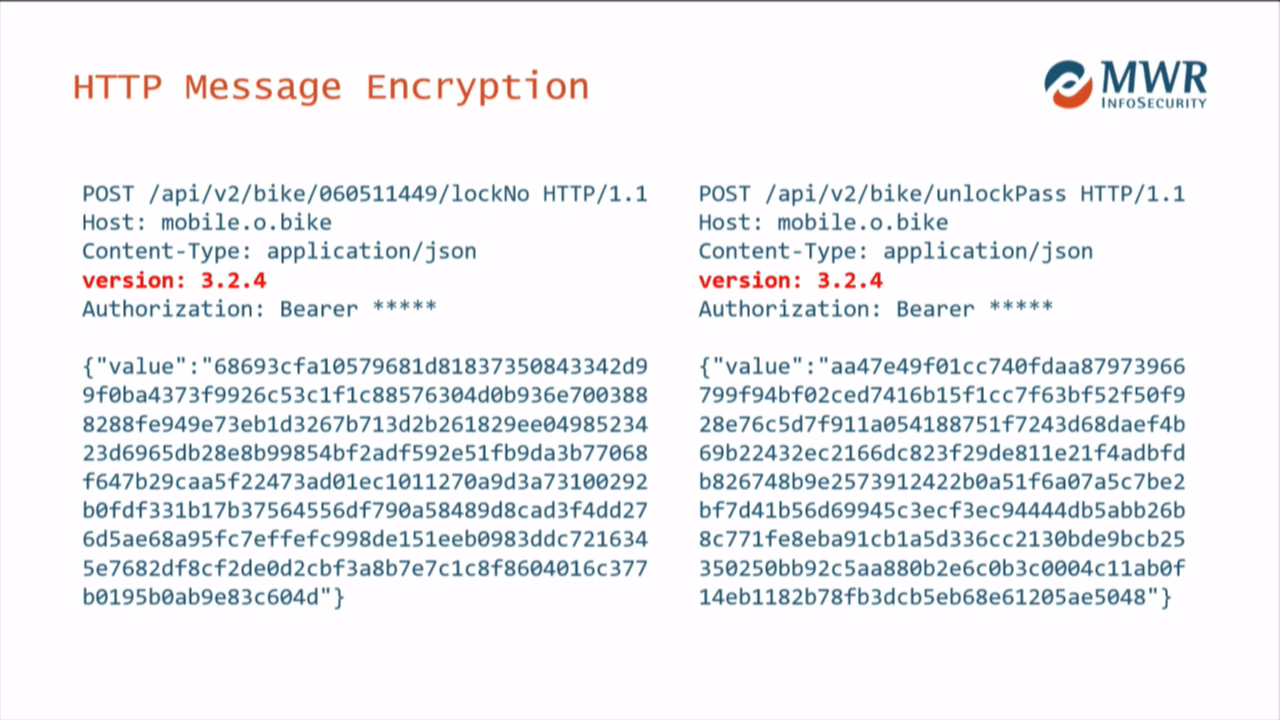 HTTP Message Encryption
MWR
INFOSECURITY
POST /api/v2/bike/060511449/lockNo HTTP/1.1
Host: mobile.o.bike
Content-Type: application/json
version: 3.2.4
Authorization: Bearer *****
{"value":"68693cfa10579681d81837350843342d9
9f0ba4373f9926c53c1f1c88576304d0b936e700388
8288fe949e73eb1d3267b713d2b261829ee04985234
23d6965db28e8b99854bf2adf592e51fb9da3b77068
f647b29caa5f22473ad01ec1011270a9d3a73100292
b0fdf331b17b37564556df790a58489d8cad3f4dd27
6d5ae68a95fc7effefc998de151eeb0983ddc721634
5e7682df8cf2de0d2cbf3a8b7e7c1c8f8604016c377
b0195b0ab9e83c604d"}
POST /api/v2/bike/unlockPass HTTP/1.1
Host: mobile.o.bike
Content-Type: application/json
version: 3.2.4
Authorization: Bearer *****
{"value":"aa47e49f01cc740fdaa87973966
799f94bf02ced7416b15f1cc7f63bf52f50f9
28e76c5d7f911a054188751f7243d68daef4b
69b22432ec2166dc823f29de811e21f4adbfd
b826748b9e2573912422b0a51f6a07a5c7be2
bf7d41b56d69945c3ecf3ec94444db5abb26b
8c771fe8eba91cb1a5d336cc2130bde9bcb25
350250bb92c5aa880b2e6c0b3c0004c11ab0f
14eb1182b78fb3dcb5eb68e61205ae5048"}